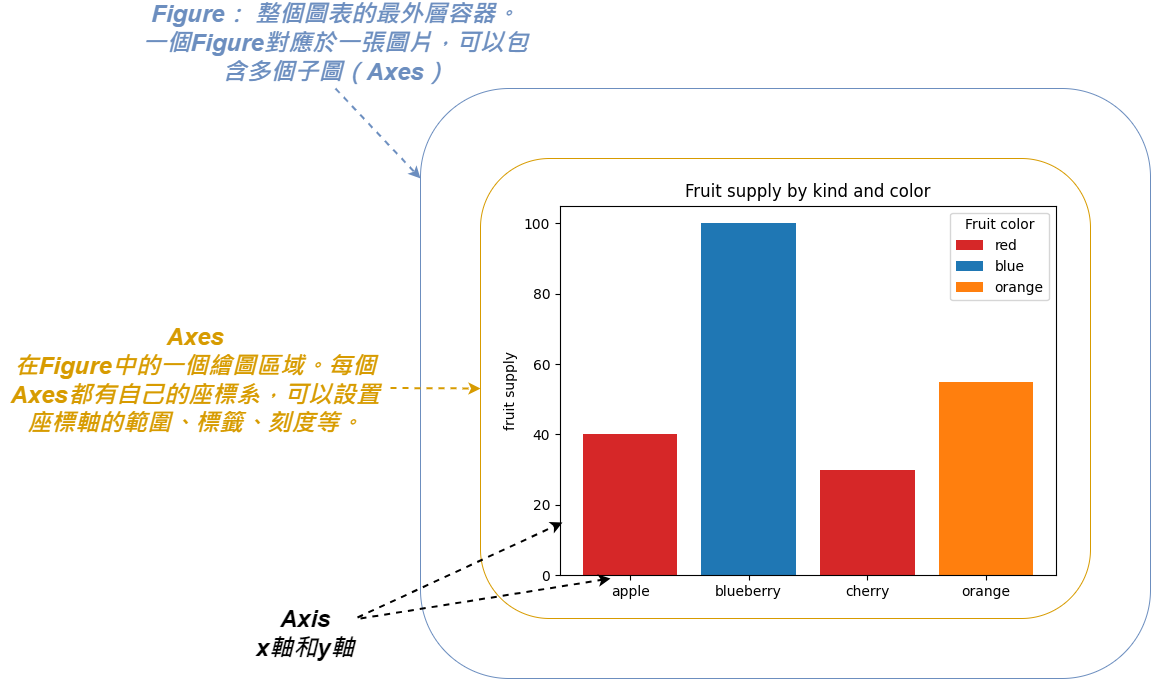 Figure： 整個圖表的最外層容器。
一個Figure對應於一張圖片，可以包
含多個子圖（Axes）
Fruit supply by kind and color
Fruit color
red
blue
orange
100
80
60
40
20
0
fruit supply
apple
blueberry
cherry
orange
Axes
在Figure中的一個繪圖區域。每個
Axes都有自己的座標系，可以設置
座標軸的範圍、標籤、刻度等。
Axis
x軸和y軸